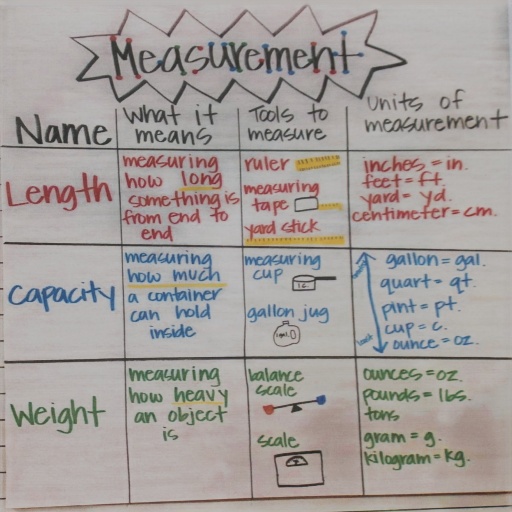 Measurement
Name
What it
means
Tools to
measure
Units of
measurement
Length
measuring
how long
something is
from end to
end
ruler
measuring
tape
yard stick
inches = in.
feet = ft.
yard = yd.
centimeter = cm.
Capacity
measuring
how much
a container
can hold
inside
measuring
cup
gallon jug
gallon = gal.
quart = qt.
pint = pt.
cup = c.
ounce = oz.
Weight
measuring
how heavy
an object
is
balance
scale
scale
ounces = oz.
pounds = lbs.
tons
gram = g.
kilogram = kg.